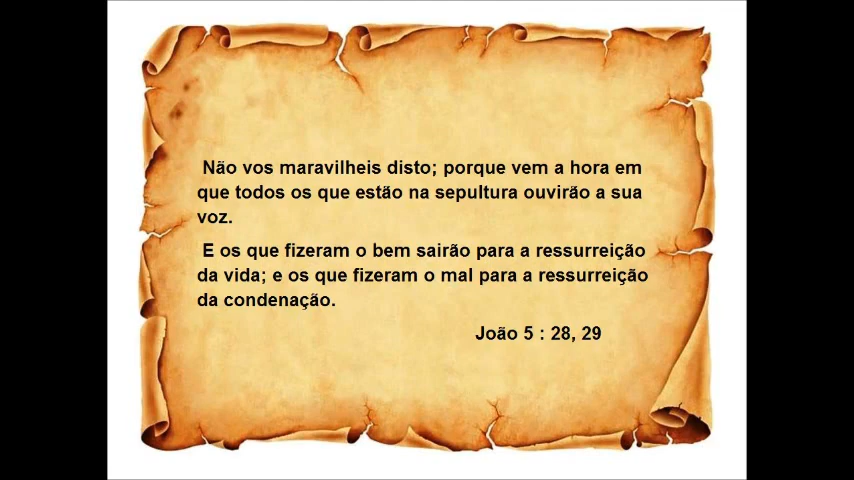 Não vos maravilheis disto; porque vem a hora em
que todos os que estão na sepultura ouvirão a sua
voz.
E os que fizeram o bem sairão para a ressurreição
da vida; e os que fizeram o mal para a ressurreição
da condenação.
João 5 : 28, 29